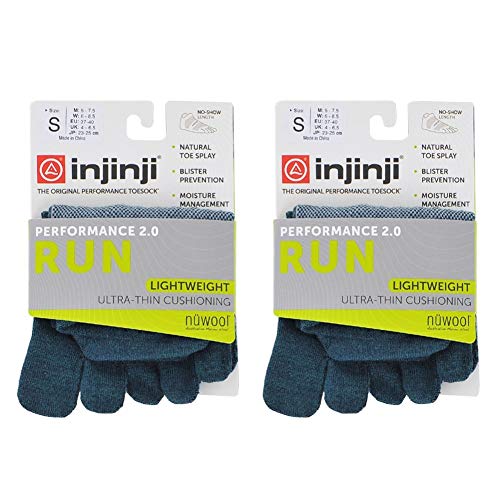 Size:
S
M: 5 - 7.5
W: 6 - 8.5
EU: 37-40
UK: 4 - 6.5
JP: 23-25 cm
Made in China
NO-SHOW
LENGTH
injinji®
THE ORIGINAL PERFORMANCE TOESOCK®
• NATURAL
TOE SPLAY
• BLISTER
PREVENTION
• MOISTURE
MANAGEMENT
PERFORMANCE 2.0
RUN
LIGHTWEIGHT
ULTRA-THIN CUSHIONING
nüwool
Size:
S
M: 5 - 7.5
W: 6 - 8.5
EU: 37-40
UK: 4 - 6.5
JP: 23-25 cm
Made in China
NO-SHOW
LENGTH
injinji®
THE ORIGINAL PERFORMANCE TOESOCK®
• NATURAL
TOE SPLAY
• BLISTER
PREVENTION
• MOISTURE
MANAGEMENT
PERFORMANCE 2.0
RUN
LIGHTWEIGHT
ULTRA-THIN CUSHIONING
nüwool